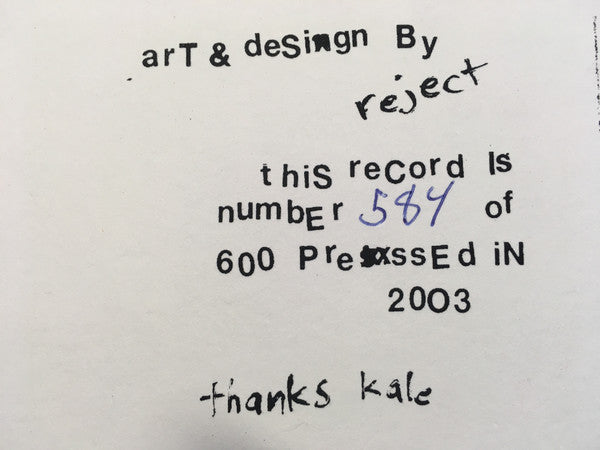 arT & deSingn By
reject
thiS reCord Is
numbEr 584 of
600 PressEd iN
2003
thanks kale